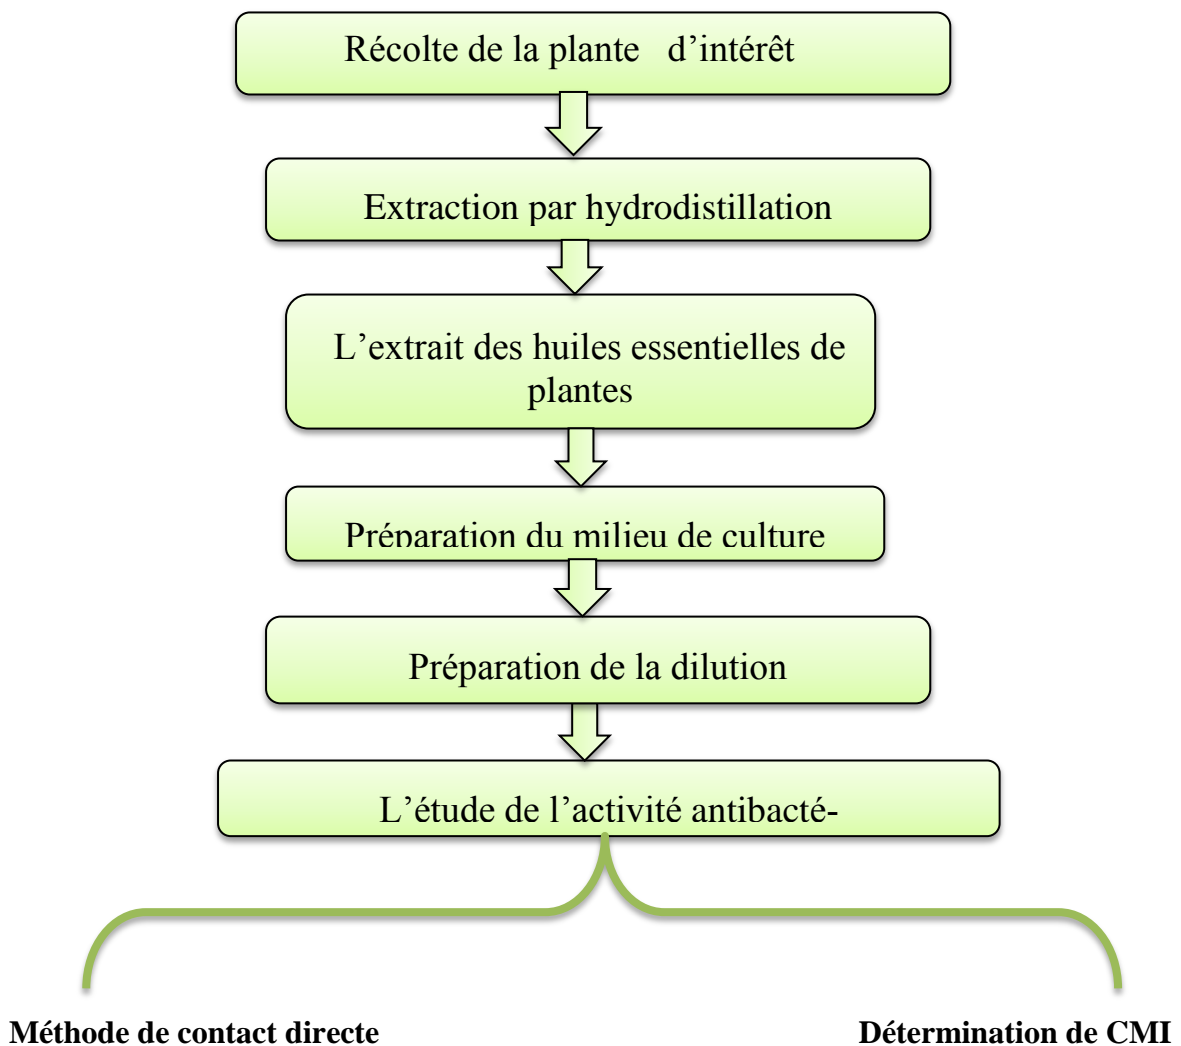 Récolte de la plante d’intérêt
Extraction par hydrodistillation
L’extrait des huiles essentielles de
plantes
Préparation du milieu de culture
Préparation de la dilution
L’étude de l’activité antibacté-
Méthode de contact directe
Détermination de CMI